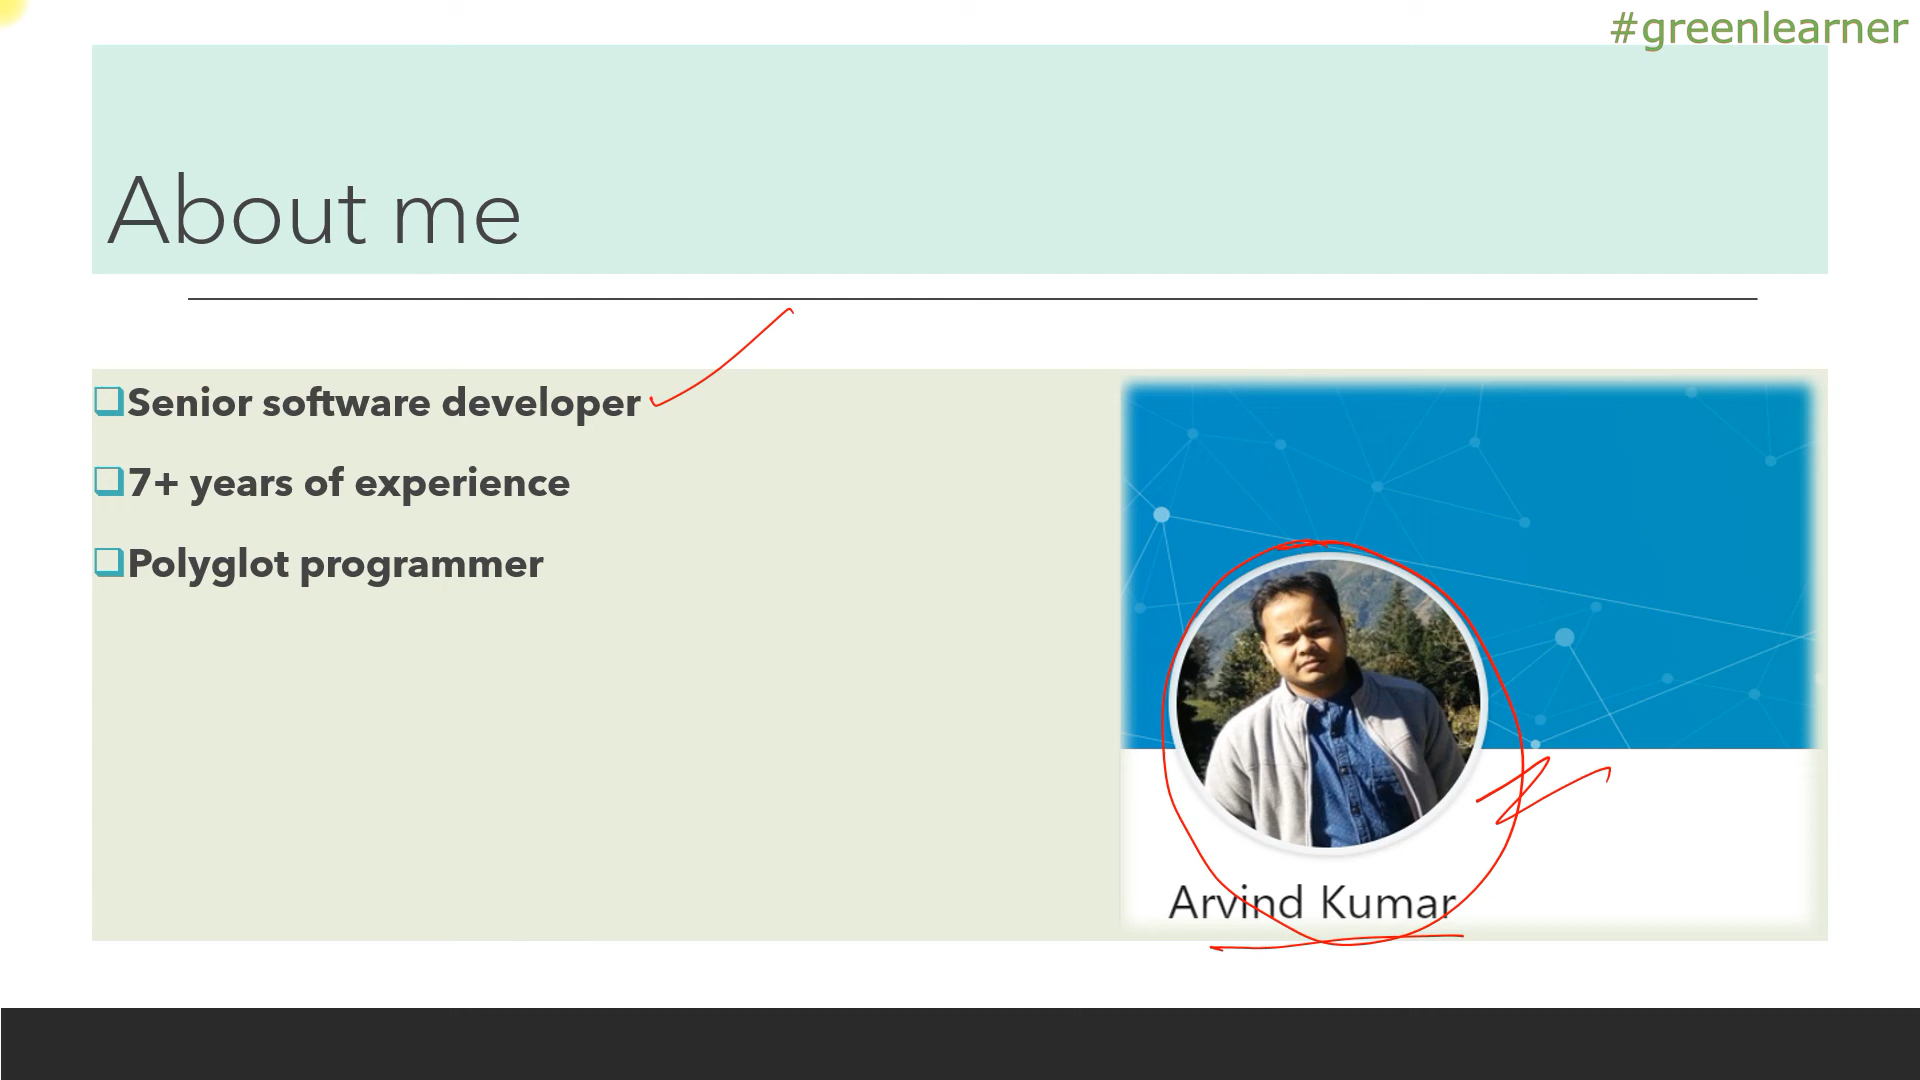 #greenlearner
About me
Senior software developer
7+ years of experience
Polyglot programmer
Arvind Kumar